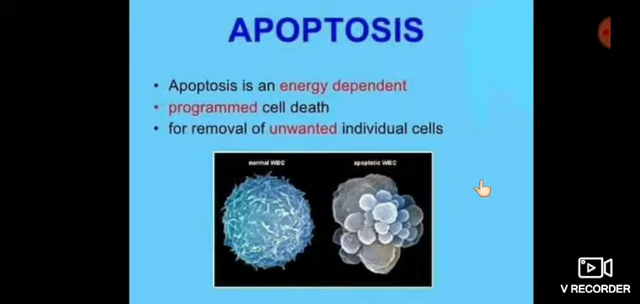 APOPTOSIS
• Apoptosis is an energy dependent
• programmed cell death
• for removal of unwanted individual cells
normal WBC
apoptotic WBC
V RECORDER